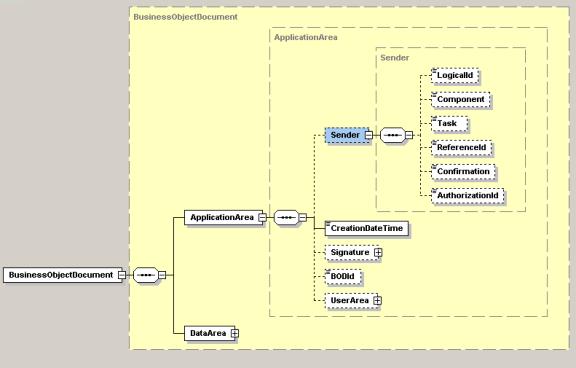 BusinessObjectDocument
ApplicationArea
Sender
LogicalId
Component
Task
ReferenceId
Confirmation
AuthorizationId
Sender
ApplicationArea
CreationDateTime
Signature
BODId
UserArea
BusinessObjectDocument
DataArea